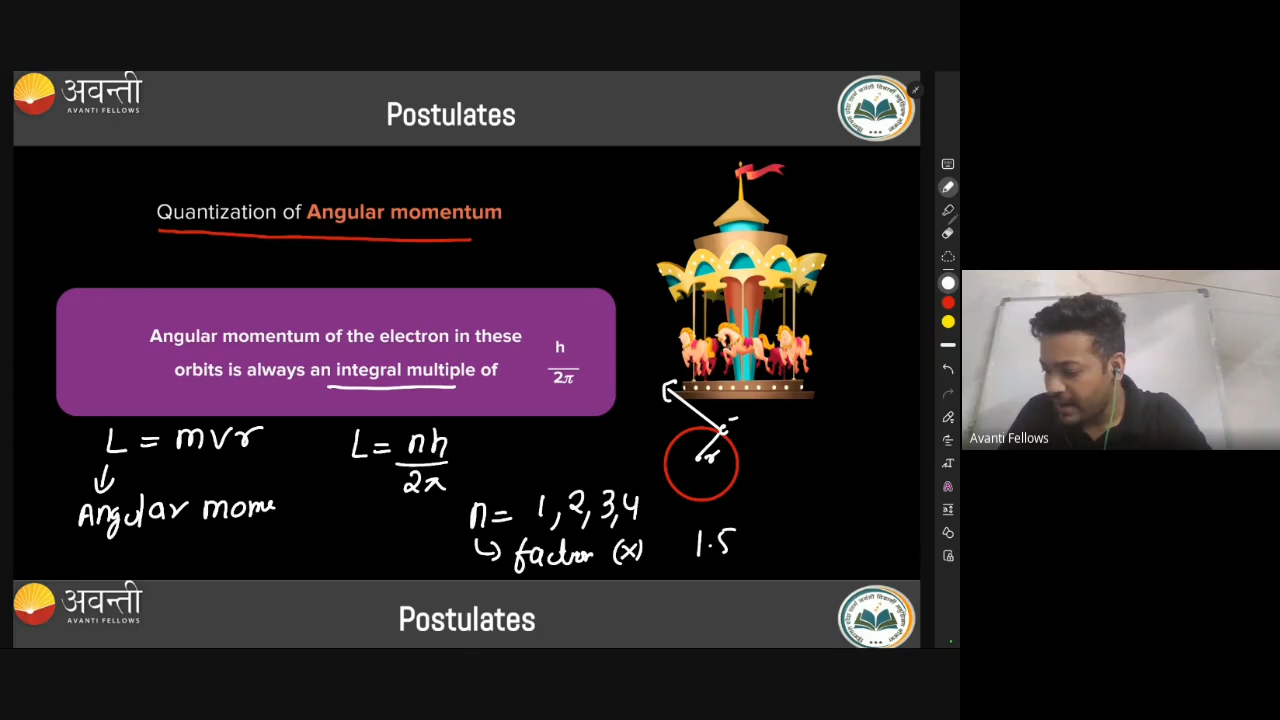 अवन्ती
AVANTI FELLOWS
Postulates
Quantization of Angular momentum
Angular momentum of the electron in these
orbits is always an integral multiple of
h
2π
L = mvr
L = nh
2π
Angular mome
n = 1, 2, 3, 4
↳ factor (x)
e-
r
1.5
अवन्ती
AVANTI FELLOWS
Postulates
Avanti Fellows